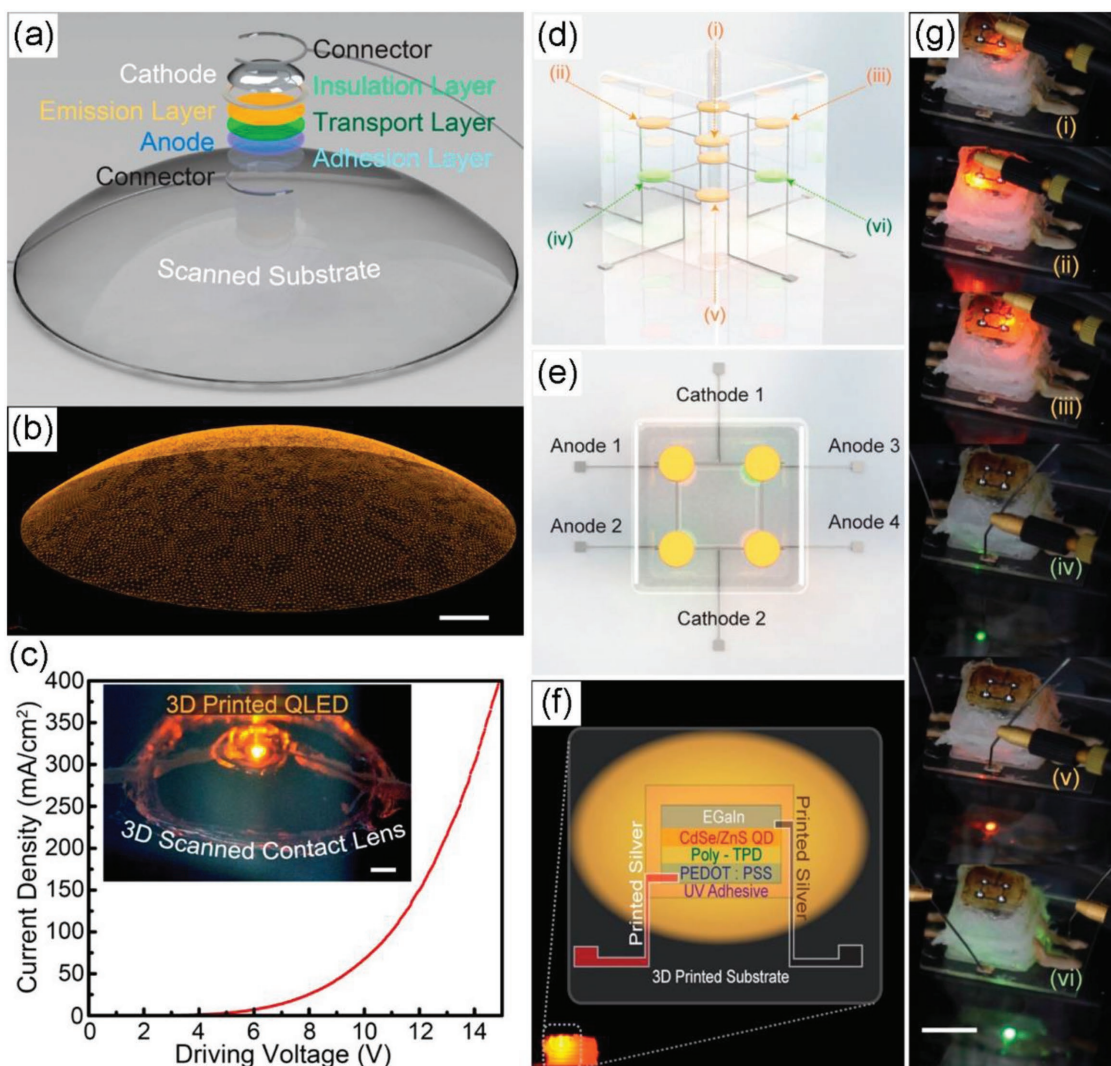 (a)
Connector
Cathode
Insulation Layer
Emission Layer
Transport Layer
Anode
Adhesion Layer
Connector
Scanned Substrate
(b)
(c)
400
350
300
250
200
150
100
50
0
Current Density (mA/cm²)
3D Printed QLED
3D Scanned Contact Lens
0 2 4 6 8 10 12 14
Driving Voltage (V)
(d)
(i)
(ii)
(iii)
(iv)
(vi)
(v)
(e)
Cathode 1
Anode 1
Anode 3
Anode 2
Anode 4
Cathode 2
(f)
EGaIn
CdSe/ZnS QD
Poly - TPD
PEDOT : PSS
UV Adhesive
Printed Silver
Printed Silver
3D Printed Substrate
(g)
(i)
(ii)
(iii)
(iv)
(v)
(vi)